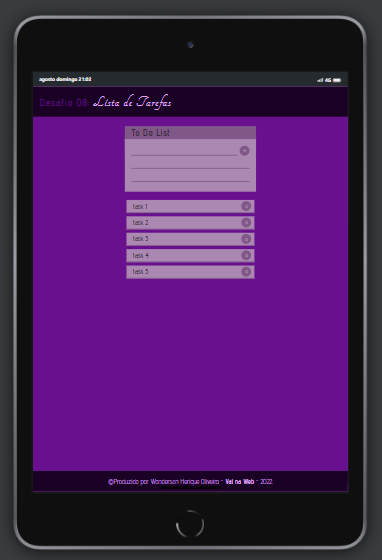 agosto domingo 21:02
4G
Desafio 08 Lista de Tarefas
To Do List
task 1
task 2
task 3
task 4
task 5
©Produzido por Wanderson Henrique Oliveira - Vai na Web - 2022